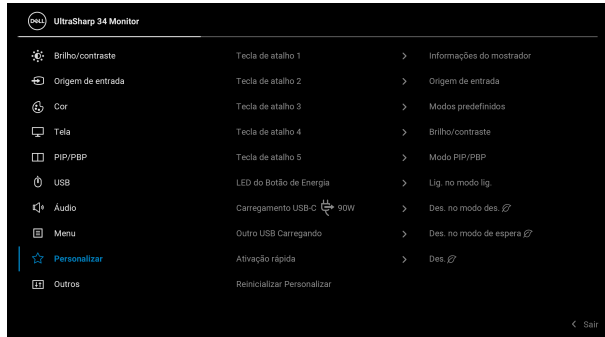 DELL UltraSharp 34 Monitor
Brilho/contraste Tecla de atalho 1 > Informações do mostrador
Origem de entrada Tecla de atalho 2 > Origem de entrada
Cor Tecla de atalho 3 > Modos predefinidos
Tela Tecla de atalho 4 > Brilho/contraste
PIP/PBP Tecla de atalho 5 > Modo PIP/PBP
USB LED do Botão de Energia > Lig. no modo lig.
Áudio Carregamento USB-C 90W > Des. no modo des.
Menu Outro USB Carregando > Des. no modo de espera
Personalizar Ativação rápida > Des.
Outros Reinicializar Personalizar
< Sair